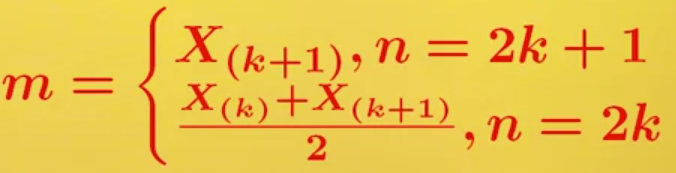 m = { X_(k+1), n = 2k + 1
X_(k)+X_(k+1)
2 , n = 2k